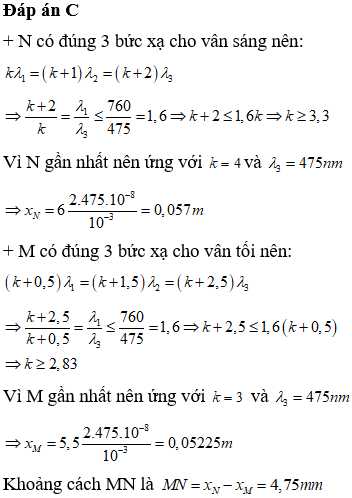 Đáp án C
+ N có đúng 3 bức xạ cho vân sáng nên:
kλ₁ = (k+1)λ₂ = (k+2)λ₃
⇒ (k+2)/k = λ₁/λ₃ ≤ 760/475 = 1,6 ⇒ k+2 ≤ 1,6k ⇒ k ≥ 3,3
Vì N gần nhất nên ứng với k = 4 và λ₃ = 475nm
⇒ x_N = 6 (2.475.10⁻⁸)/(10⁻³) = 0,057m
+ M có đúng 3 bức xạ cho vân tối nên:
(k+0,5)λ₁ = (k+1,5)λ₂ = (k+2,5)λ₃
⇒ (k+2,5)/(k+0,5) = λ₁/λ₃ ≤ 760/475 = 1,6 ⇒ k+2,5 ≤ 1,6(k+0,5)
⇒ k ≥ 2,83
Vì M gần nhất nên ứng với k = 3 và λ₃ = 475nm
⇒ x_M = 5,5 (2.475.10⁻⁸)/(10⁻³) = 0,05225m
Khoảng cách MN là MN = x_N − x_M = 4,75mm